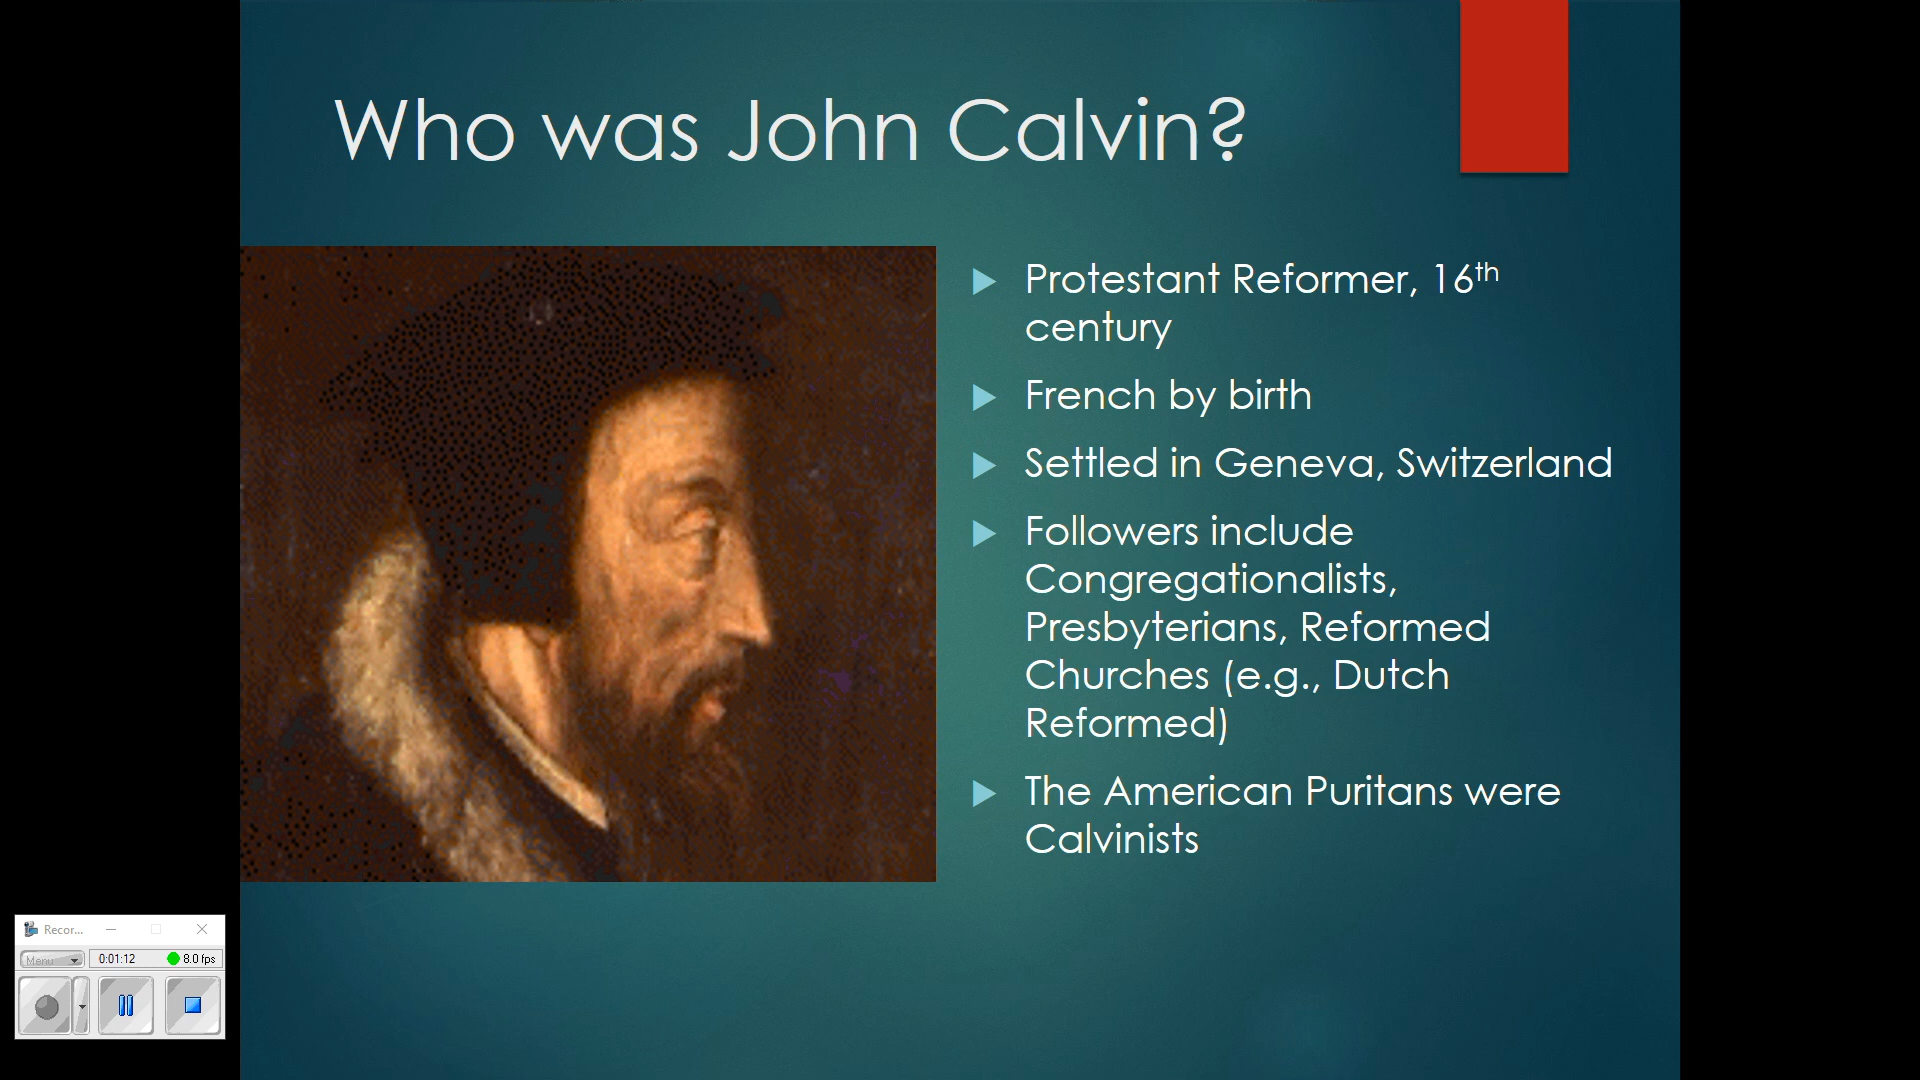 Who was John Calvin?
Protestant Reformer, 16th
century
French by birth
Settled in Geneva, Switzerland
Followers include
Congregationalists,
Presbyterians, Reformed
Churches (e.g., Dutch
Reformed)
The American Puritans were
Calvinists
Recor...
Menu
0:01:12
8.0 fps